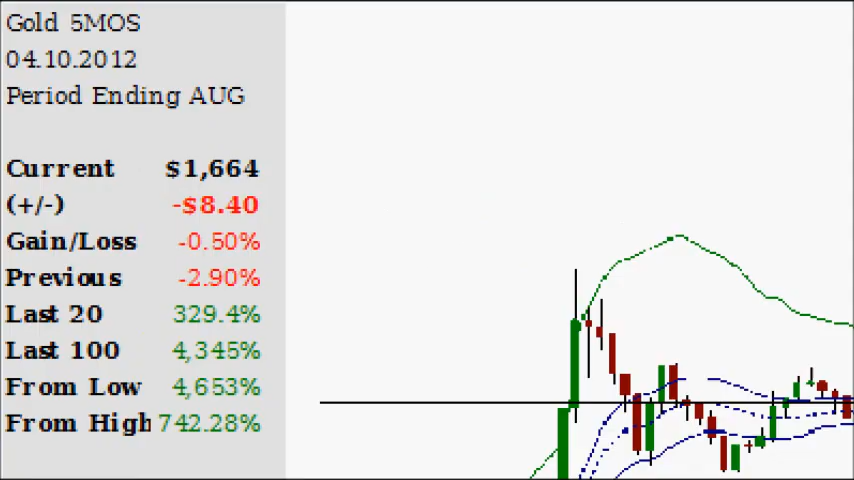 Gold 5MOS
04.10.2012
Period Ending AUG
Current $1,664
(+/-) -$8.40
Gain/Loss -0.50%
Previous -2.90%
Last 20 329.4%
Last 100 4,345%
From Low 4,653%
From High 742.28%